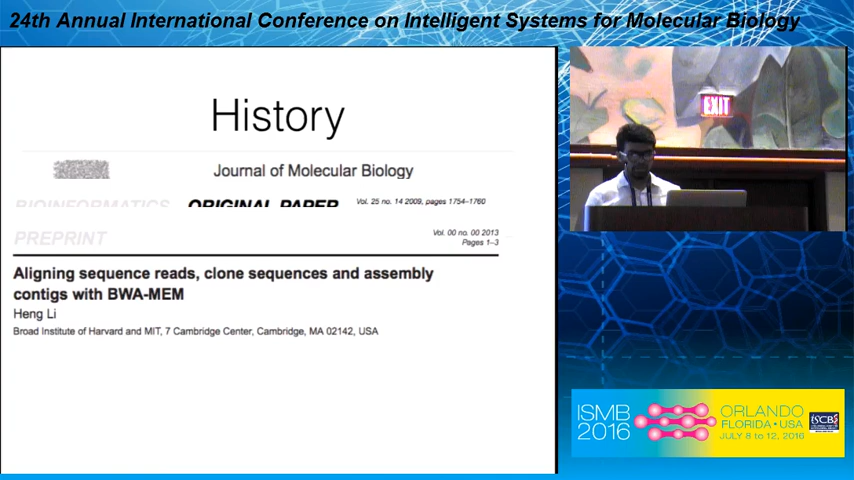 24th Annual International Conference on Intelligent Systems for Molecular Biology
History
Journal of Molecular Biology
BIOINFORMATICS ORIGINAL PAPER Vol. 25 no. 14 2009, pages 1754–1760
PREPRINT
Vol. 00 no. 00 2013
Pages 1–3
Aligning sequence reads, clone sequences and assembly
contigs with BWA-MEM
Heng Li
Broad Institute of Harvard and MIT, 7 Cambridge Center, Cambridge, MA 02142, USA
EXIT
ISMB
2016
ORLANDO
FLORIDA • USA
JULY 8 to 12, 2016
ISCB